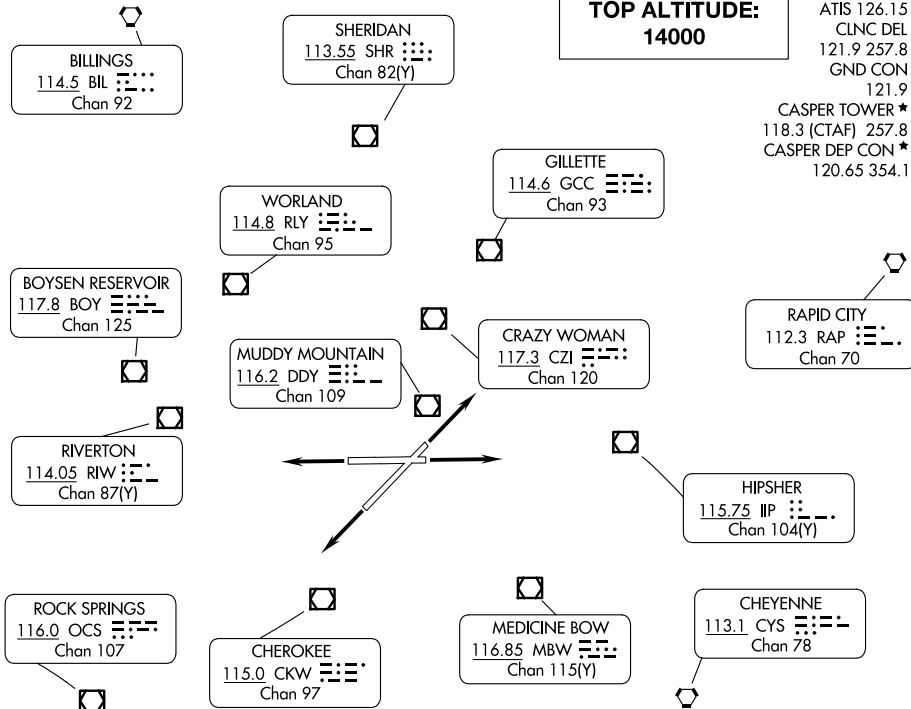 TOP ALTITUDE:
14000
ATIS 126.15
CLNC DEL
121.9 257.8
GND CON
121.9
CASPER TOWER ★
118.3 (CTAF) 257.8
CASPER DEP CON ★
120.65 354.1
BILLINGS
114.5 BIL
Chan 92
SHERIDAN
113.55 SHR
Chan 82(Y)
GILLETTE
114.6 GCC
Chan 93
WORLAND
114.8 RLY
Chan 95
BOYSEN RESERVOIR
117.8 BOY
Chan 125
RAPID CITY
112.3 RAP
Chan 70
MUDDY MOUNTAIN
116.2 DDY
Chan 109
CRAZY WOMAN
117.3 CZI
Chan 120
RIVERTON
114.05 RIW
Chan 87(Y)
HIPSHER
115.75 IIP
Chan 104(Y)
ROCK SPRINGS
116.0 OCS
Chan 107
CHEROKEE
115.0 CKW
Chan 97
MEDICINE BOW
116.85 MBW
Chan 115(Y)
CHEYENNE
113.1 CYS
Chan 78